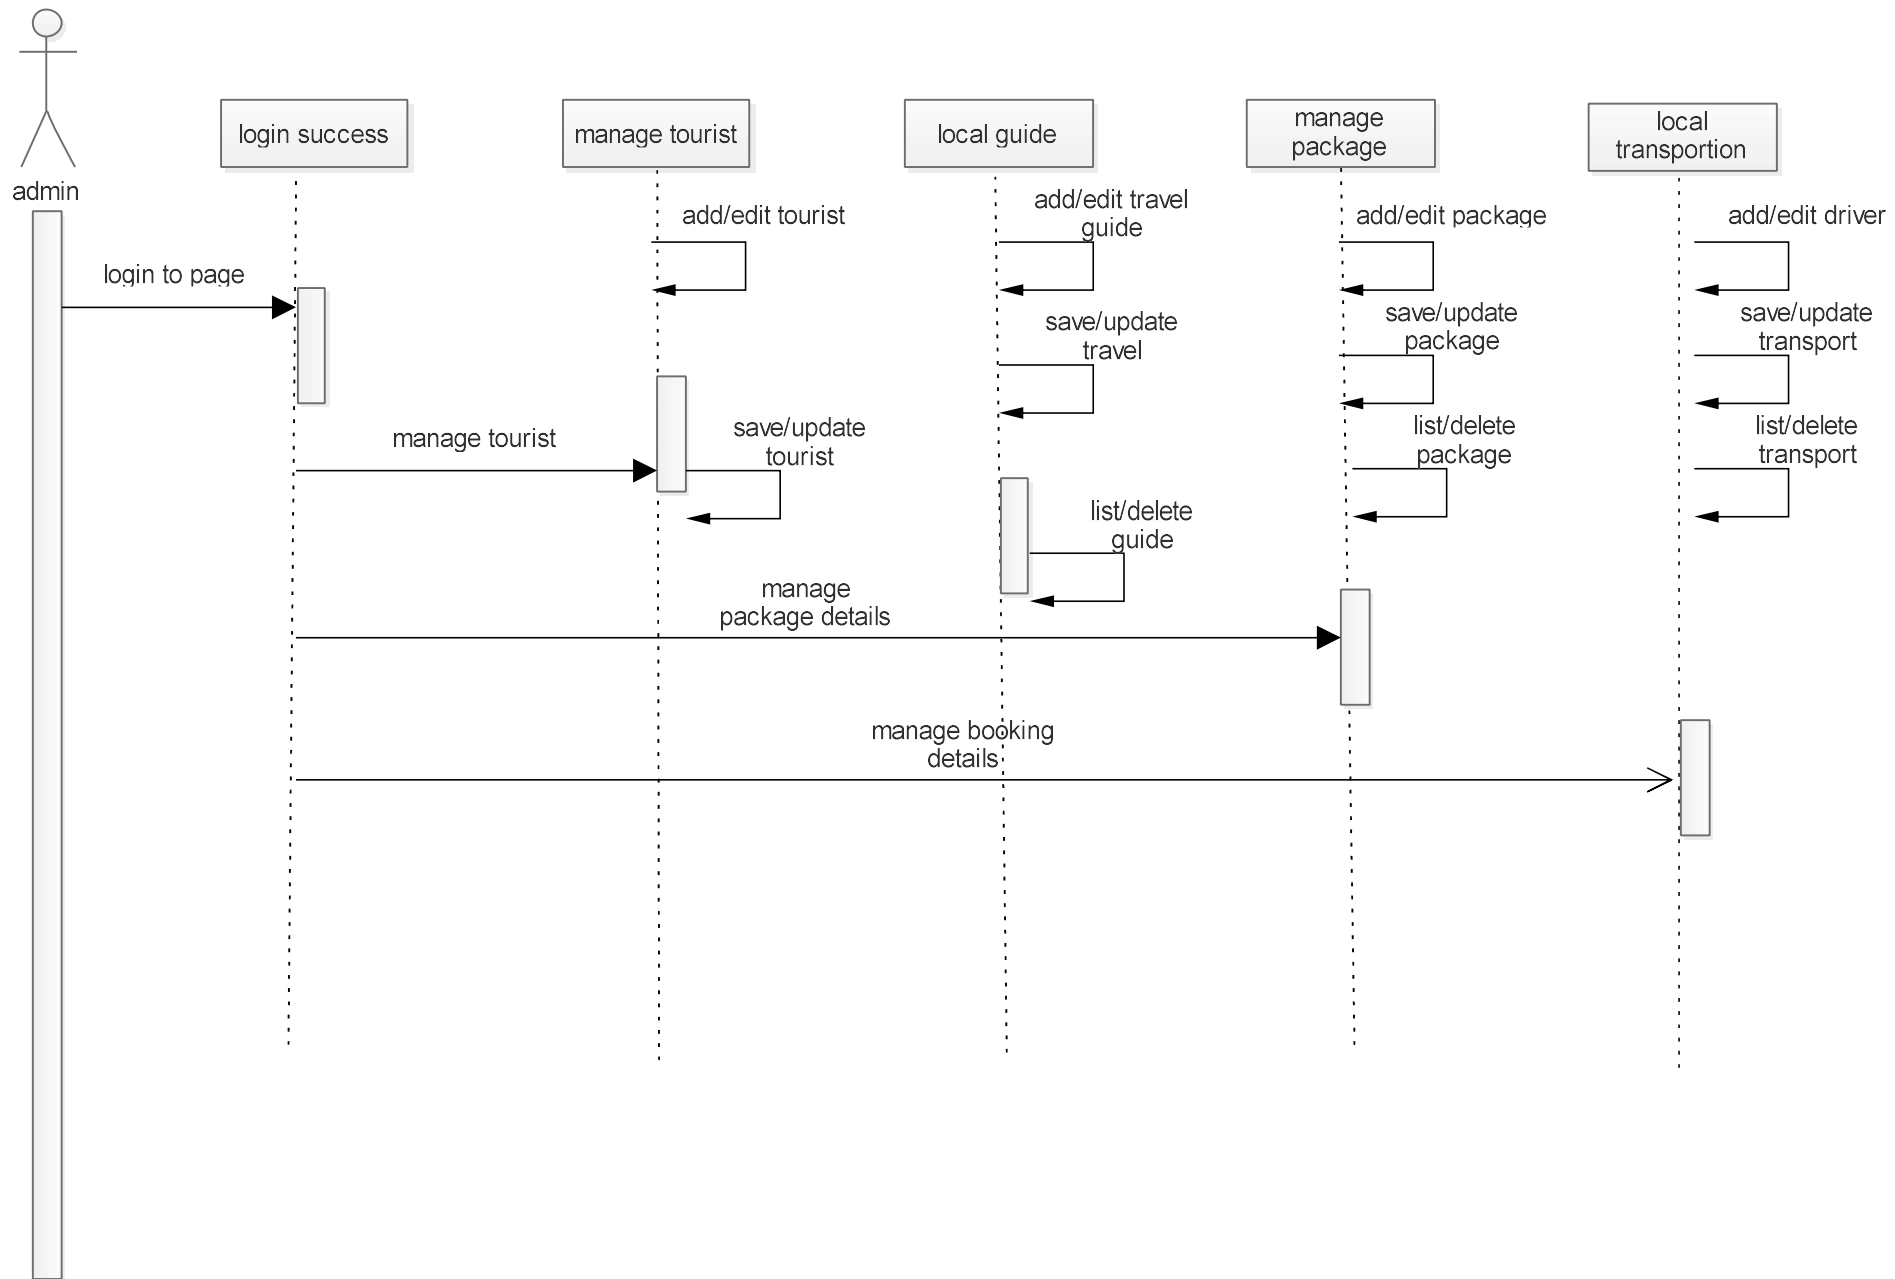 admin
login success
manage tourist
local guide
manage
package
local
transportion
login to page
add/edit tourist
add/edit travel
guide
add/edit package
add/edit driver
save/update
travel
save/update
package
save/update
transport
manage tourist
save/update
tourist
list/delete
guide
list/delete
package
list/delete
transport
manage
package details
manage booking
details